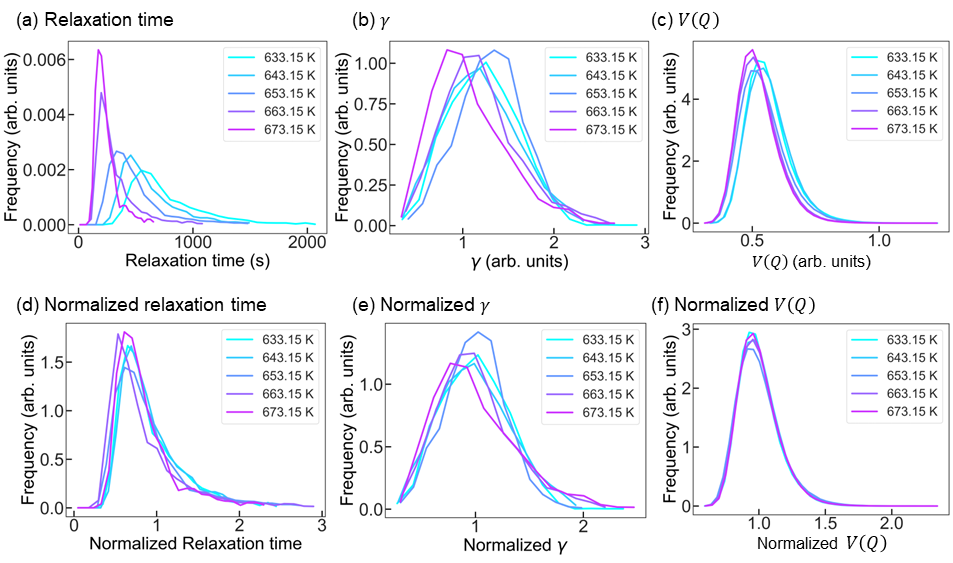 (a) Relaxation time
Frequency (arb. units)
0.006
0.004
0.002
0.000
633.15 K
643.15 K
653.15 K
663.15 K
673.15 K
0 1000 2000
Relaxation time (s)
(b) γ
Frequency (arb. units)
1.00
0.75
0.50
0.25
0.00
633.15 K
643.15 K
653.15 K
663.15 K
673.15 K
1 2 3
γ (arb. units)
(c) V(Q)
Frequency (arb. units)
4
2
0
633.15 K
643.15 K
653.15 K
663.15 K
673.15 K
0.5 1.0
V(Q) (arb. units)
(d) Normalized relaxation time
Frequency (arb. units)
1.5
1.0
0.5
0.0
633.15 K
643.15 K
653.15 K
663.15 K
673.15 K
0 1 2 3
Normalized Relaxation time
(e) Normalized γ
Frequency (arb. units)
1.0
0.5
0.0
633.15 K
643.15 K
653.15 K
663.15 K
673.15 K
1 2
Normalized γ
(f) Normalized V(Q)
Frequency (arb. units)
3
2
1
0
633.15 K
643.15 K
653.15 K
663.15 K
673.15 K
1.0 1.5 2.0
Normalized V(Q)